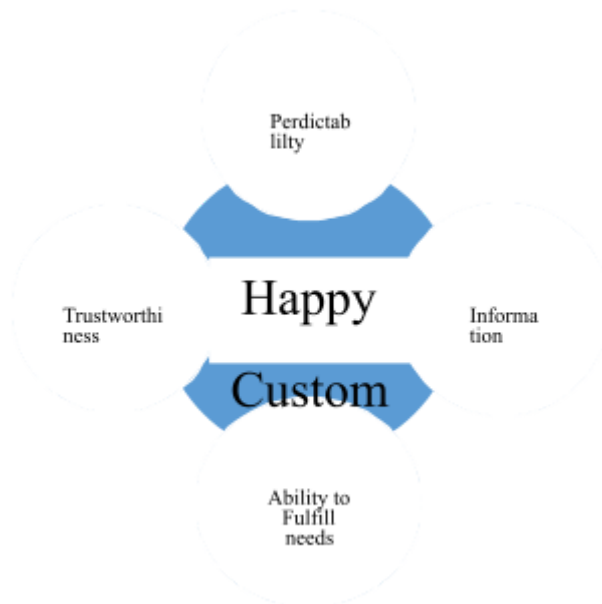 Perdictab
lilty
Happy
Trustworthi
ness
Informa
tion
Custom
Ability to
Fulfill
needs